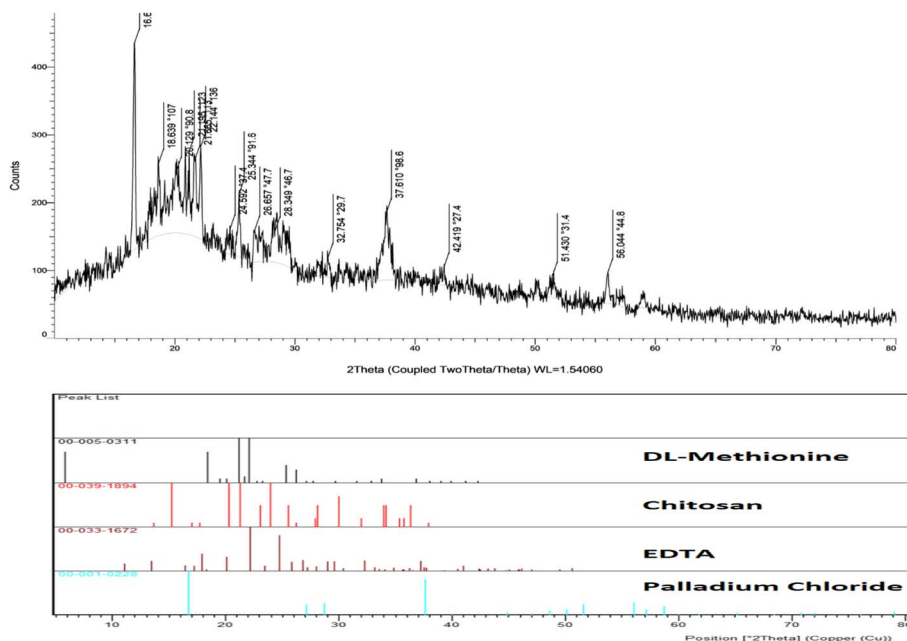 16.6
18.639 °107
20.129 °90.8
22.144 °136
24.592 °37.4
25.344 °91.6
26.657 °47.7
28.349 °46.7
32.754 °29.7
37.610 °98.6
42.419 °27.4
51.430 °31.4
56.044 °44.8
400
300
200
100
0
Counts
20 30 40 50 60 70 80
2Theta (Coupled TwoTheta/Theta) WL=1.54060
Peak List
00-005-0311
DL-Methionine
00-039-1894
Chitosan
00-033-1672
EDTA
00-001-0228
Palladium Chloride
10 20 30 40 50 60 70 80
Position [°2Theta] (Copper (Cu))